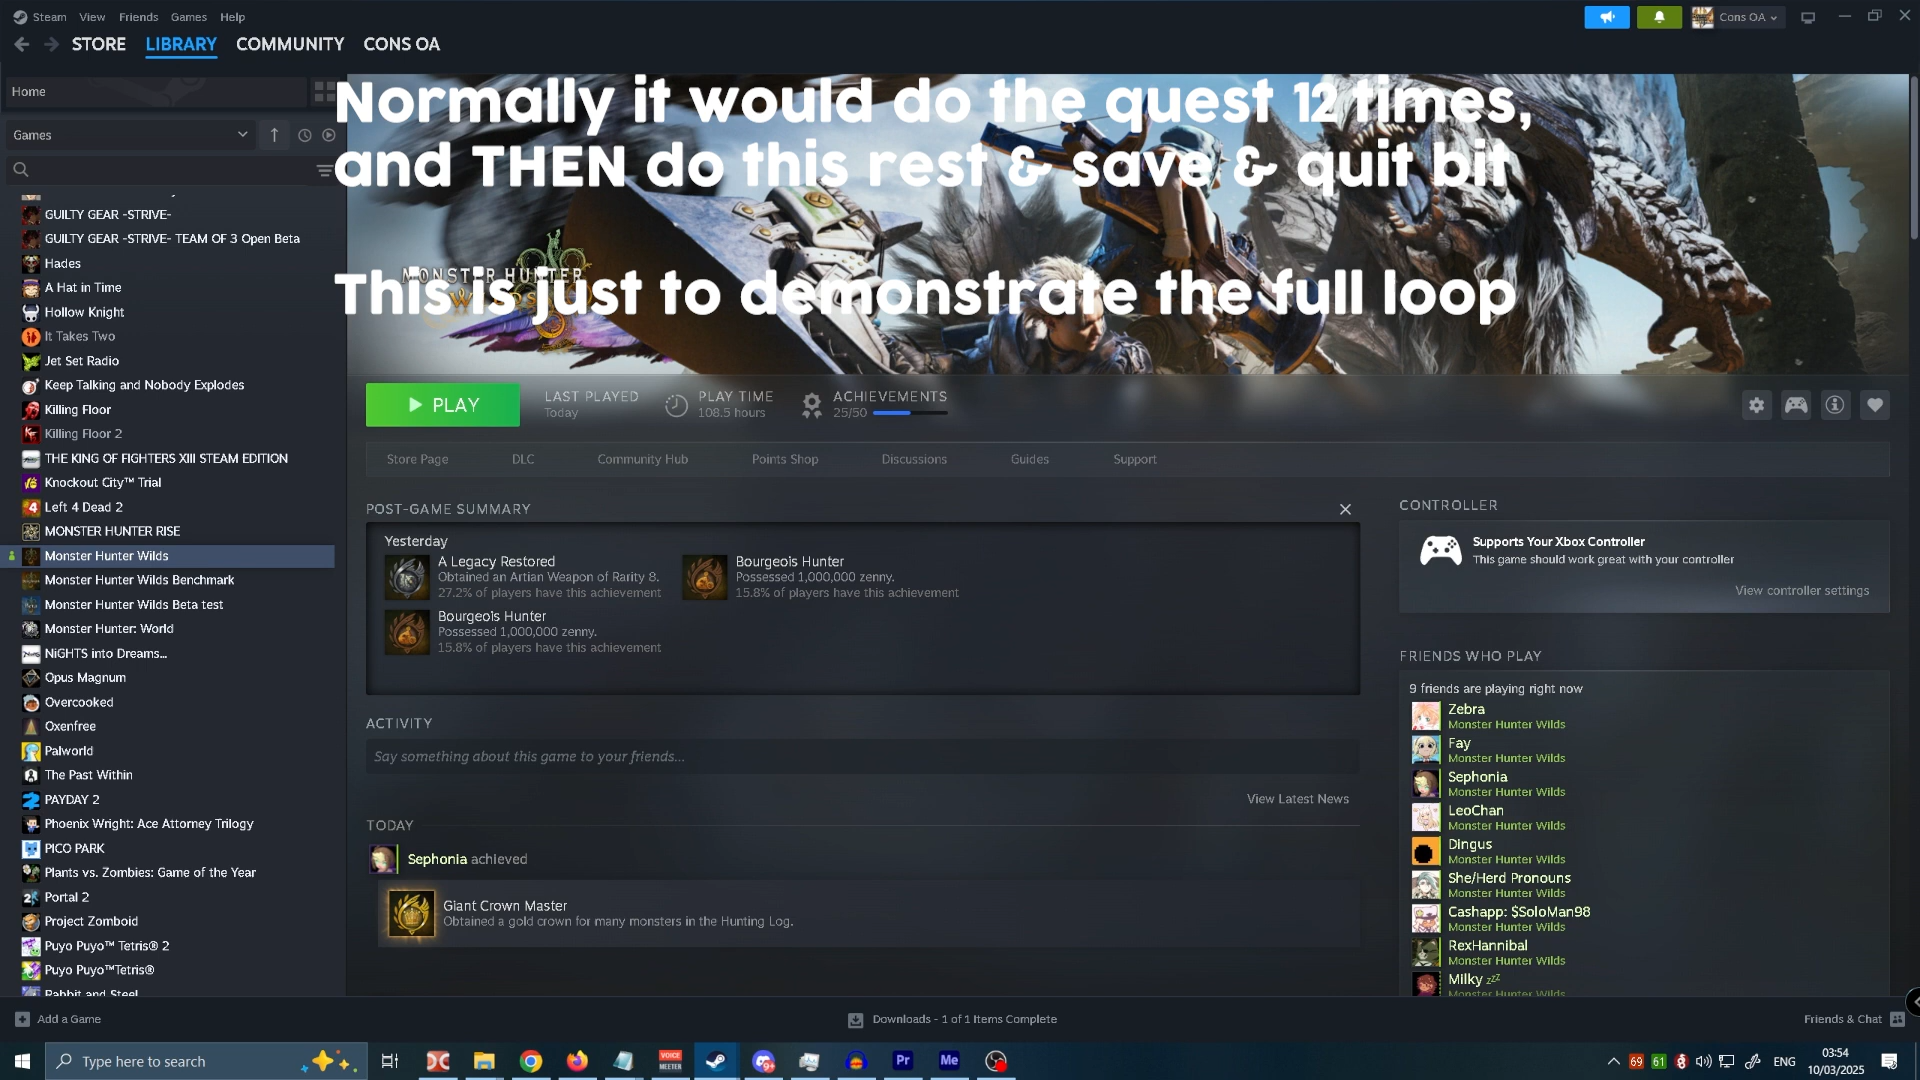 Steam View Friends Games Help
Cons OA
STORE LIBRARY COMMUNITY CONS OA
Home
Normally it would do the quest 12 times,
and THEN do this rest & save & quit bit
This is just to demonstrate the full loop
MONSTER HUNTER
WILDS
Games
GUILTY GEAR -STRIVE-
GUILTY GEAR -STRIVE- TEAM OF 3 Open Beta
Hades
A Hat in Time
Hollow Knight
It Takes Two
Jet Set Radio
Keep Talking and Nobody Explodes
Killing Floor
Killing Floor 2
THE KING OF FIGHTERS XIII STEAM EDITION
Knockout City™ Trial
Left 4 Dead 2
MONSTER HUNTER RISE
Monster Hunter Wilds
Monster Hunter Wilds Benchmark
Monster Hunter Wilds Beta test
Monster Hunter: World
NiGHTS into Dreams...
Opus Magnum
Overcooked
Oxenfree
Palworld
The Past Within
PAYDAY 2
Phoenix Wright: Ace Attorney Trilogy
PICO PARK
Plants vs. Zombies: Game of the Year
Portal 2
Project Zomboid
Puyo Puyo™ Tetris® 2
Puyo Puyo™Tetris®
Rabbit and Steel
PLAY
LAST PLAYED
Today
PLAY TIME
108.5 hours
ACHIEVEMENTS
25/50
Store Page DLC Community Hub Points Shop Discussions Guides Support
POST-GAME SUMMARY
Yesterday
A Legacy Restored
Obtained an Artian Weapon of Rarity 8.
27.2% of players have this achievement
Bourgeois Hunter
Possessed 1,000,000 zenny.
15.8% of players have this achievement
Bourgeois Hunter
Possessed 1,000,000 zenny.
15.8% of players have this achievement
ACTIVITY
Say something about this game to your friends...
View Latest News
TODAY
Sephonia achieved
Giant Crown Master
Obtained a gold crown for many monsters in the Hunting Log.
CONTROLLER
Supports Your Xbox Controller
This game should work great with your controller
View controller settings
FRIENDS WHO PLAY
9 friends are playing right now
Zebra
Monster Hunter Wilds
Fay
Monster Hunter Wilds
Sephonia
Monster Hunter Wilds
LeoChan
Monster Hunter Wilds
Dingus
Monster Hunter Wilds
She/Herd Pronouns
Monster Hunter Wilds
Cashapp: $SoloMan98
Monster Hunter Wilds
RexHannibal
Monster Hunter Wilds
Milky zzz
Monster Hunter Wilds
Add a Game
Downloads - 1 of 1 Items Complete
Friends & Chat
Type here to search
VOICE
MEETER
Pr
Me
69
61
ENG
03:54
10/03/2025